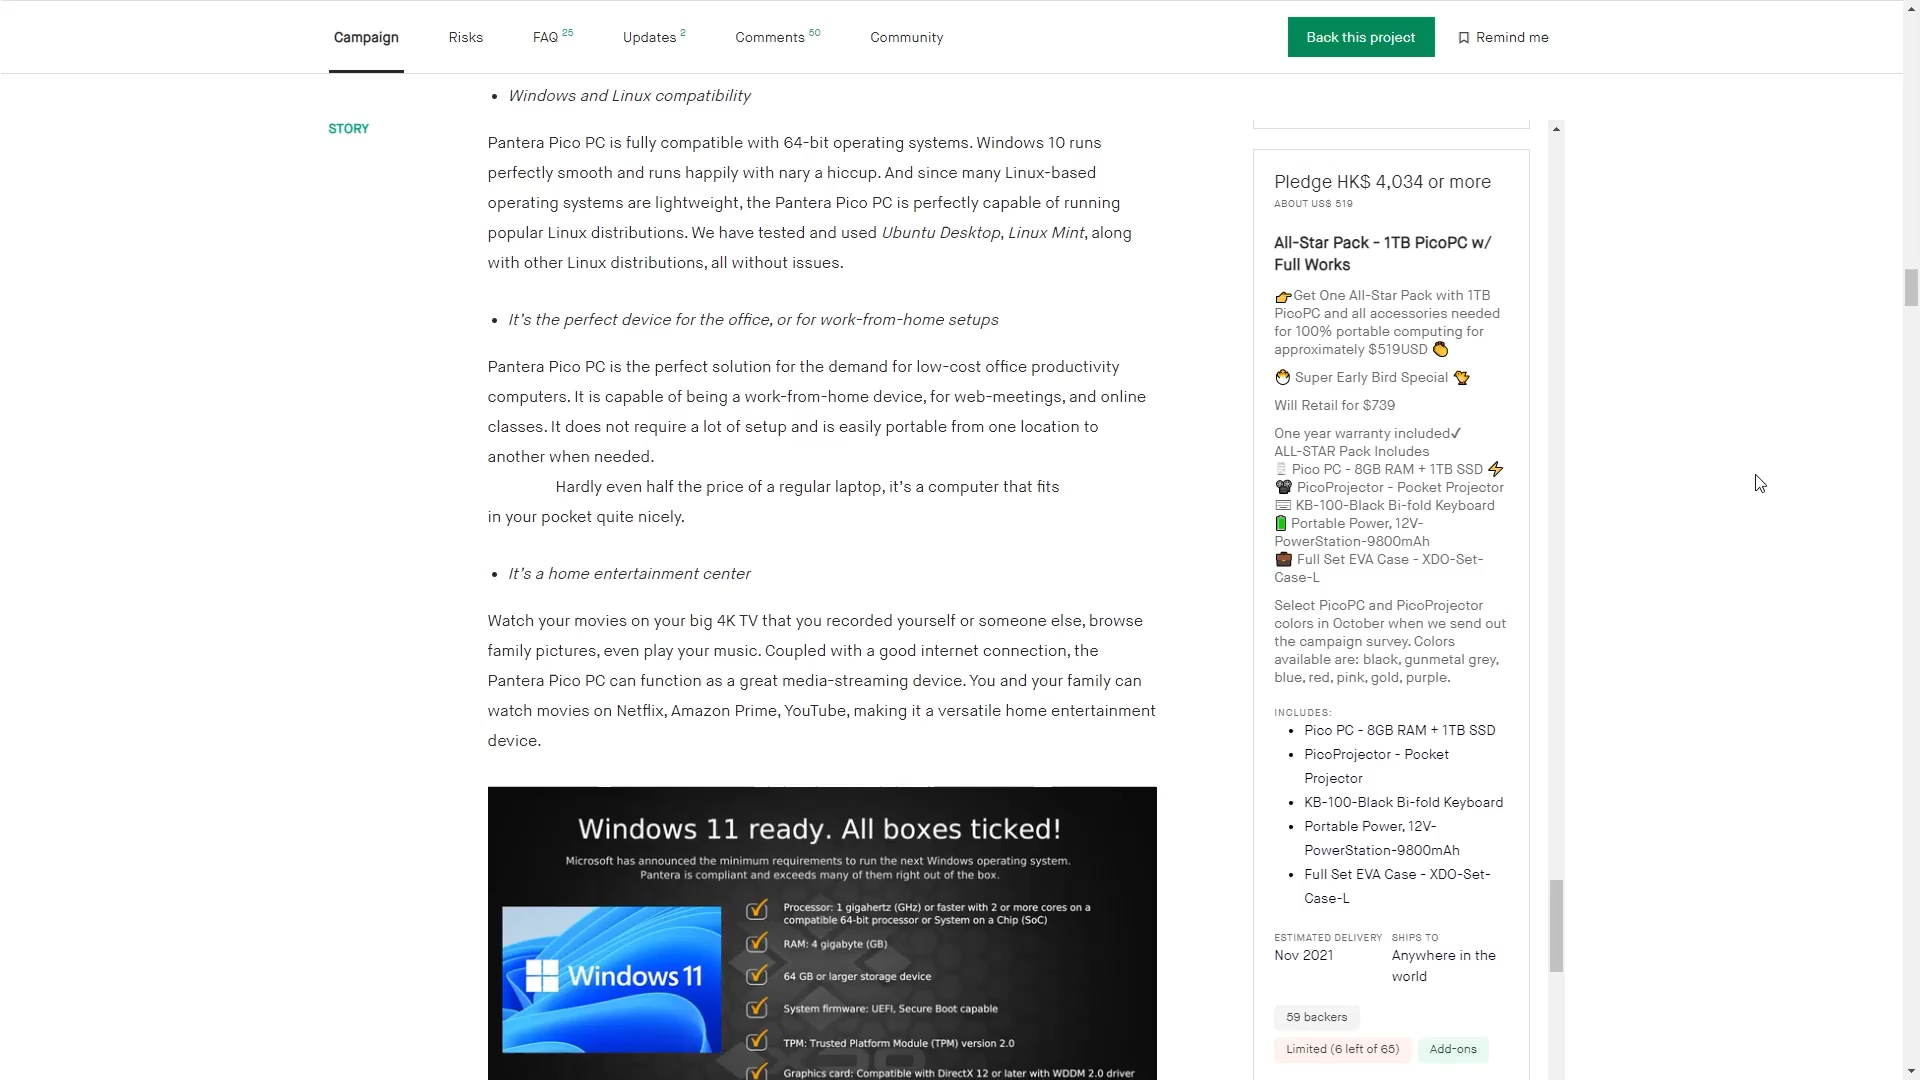 Campaign
Risks
FAQ 25
Updates 2
Comments 50
Community
Back this project
Remind me
STORY
• Windows and Linux compatibility
Pantera Pico PC is fully compatible with 64-bit operating systems. Windows 10 runs
perfectly smooth and runs happily with nary a hiccup. And since many Linux-based
operating systems are lightweight, the Pantera Pico PC is perfectly capable of running
popular Linux distributions. We have tested and used Ubuntu Desktop, Linux Mint, along
with other Linux distributions, all without issues.
• It's the perfect device for the office, or for work-from-home setups
Pantera Pico PC is the perfect solution for the demand for low-cost office productivity
computers. It is capable of being a work-from-home device, for web-meetings, and online
classes. It does not require a lot of setup and is easily portable from one location to
another when needed.
Hardly even half the price of a regular laptop, it's a computer that fits
in your pocket quite nicely.
• It's a home entertainment center
Watch your movies on your big 4K TV that you recorded yourself or someone else, browse
family pictures, even play your music. Coupled with a good internet connection, the
Pantera Pico PC can function as a great media-streaming device. You and your family can
watch movies on Netflix, Amazon Prime, YouTube, making it a versatile home entertainment
device.
Windows 11 ready. All boxes ticked!
Microsoft has announced the minimum requirements to run the next Windows operating system.
Pantera is compliant and exceeds many of them right out of the box.
Windows 11
Processor: 1 gigahertz (GHz) or faster with 2 or more cores on a
compatible 64-bit processor or System on a Chip (SoC)
RAM: 4 gigabyte (GB)
64 GB or larger storage device
System firmware: UEFI, Secure Boot capable
TPM: Trusted Platform Module (TPM) version 2.0
Graphics card: Compatible with DirectX 12 or later with WDDM 2.0 driver
Pledge HK$ 4,034 or more
ABOUT US$ 519
All-Star Pack - 1TB PicoPC w/
Full Works
👉Get One All-Star Pack with 1TB
PicoPC and all accessories needed
for 100% portable computing for
approximately $519USD 👏
🐣 Super Early Bird Special 🐤
Will Retail for $739
One year warranty included✔
ALL-STAR Pack Includes
Pico PC - 8GB RAM + 1TB SSD ⚡
📽 PicoProjector - Pocket Projector
⌨ KB-100-Black Bi-fold Keyboard
🔋 Portable Power, 12V-
PowerStation-9800mAh
💼 Full Set EVA Case - XDO-Set-
Case-L
Select PicoPC and PicoProjector
colors in October when we send out
the campaign survey. Colors
available are: black, gunmetal grey,
blue, red, pink, gold, purple.
INCLUDES:
• Pico PC - 8GB RAM + 1TB SSD
• PicoProjector - Pocket
Projector
• KB-100-Black Bi-fold Keyboard
• Portable Power, 12V-
PowerStation-9800mAh
• Full Set EVA Case - XDO-Set-
Case-L
ESTIMATED DELIVERY
Nov 2021
SHIPS TO
Anywhere in the
world
59 backers
Limited (6 left of 65)
Add-ons